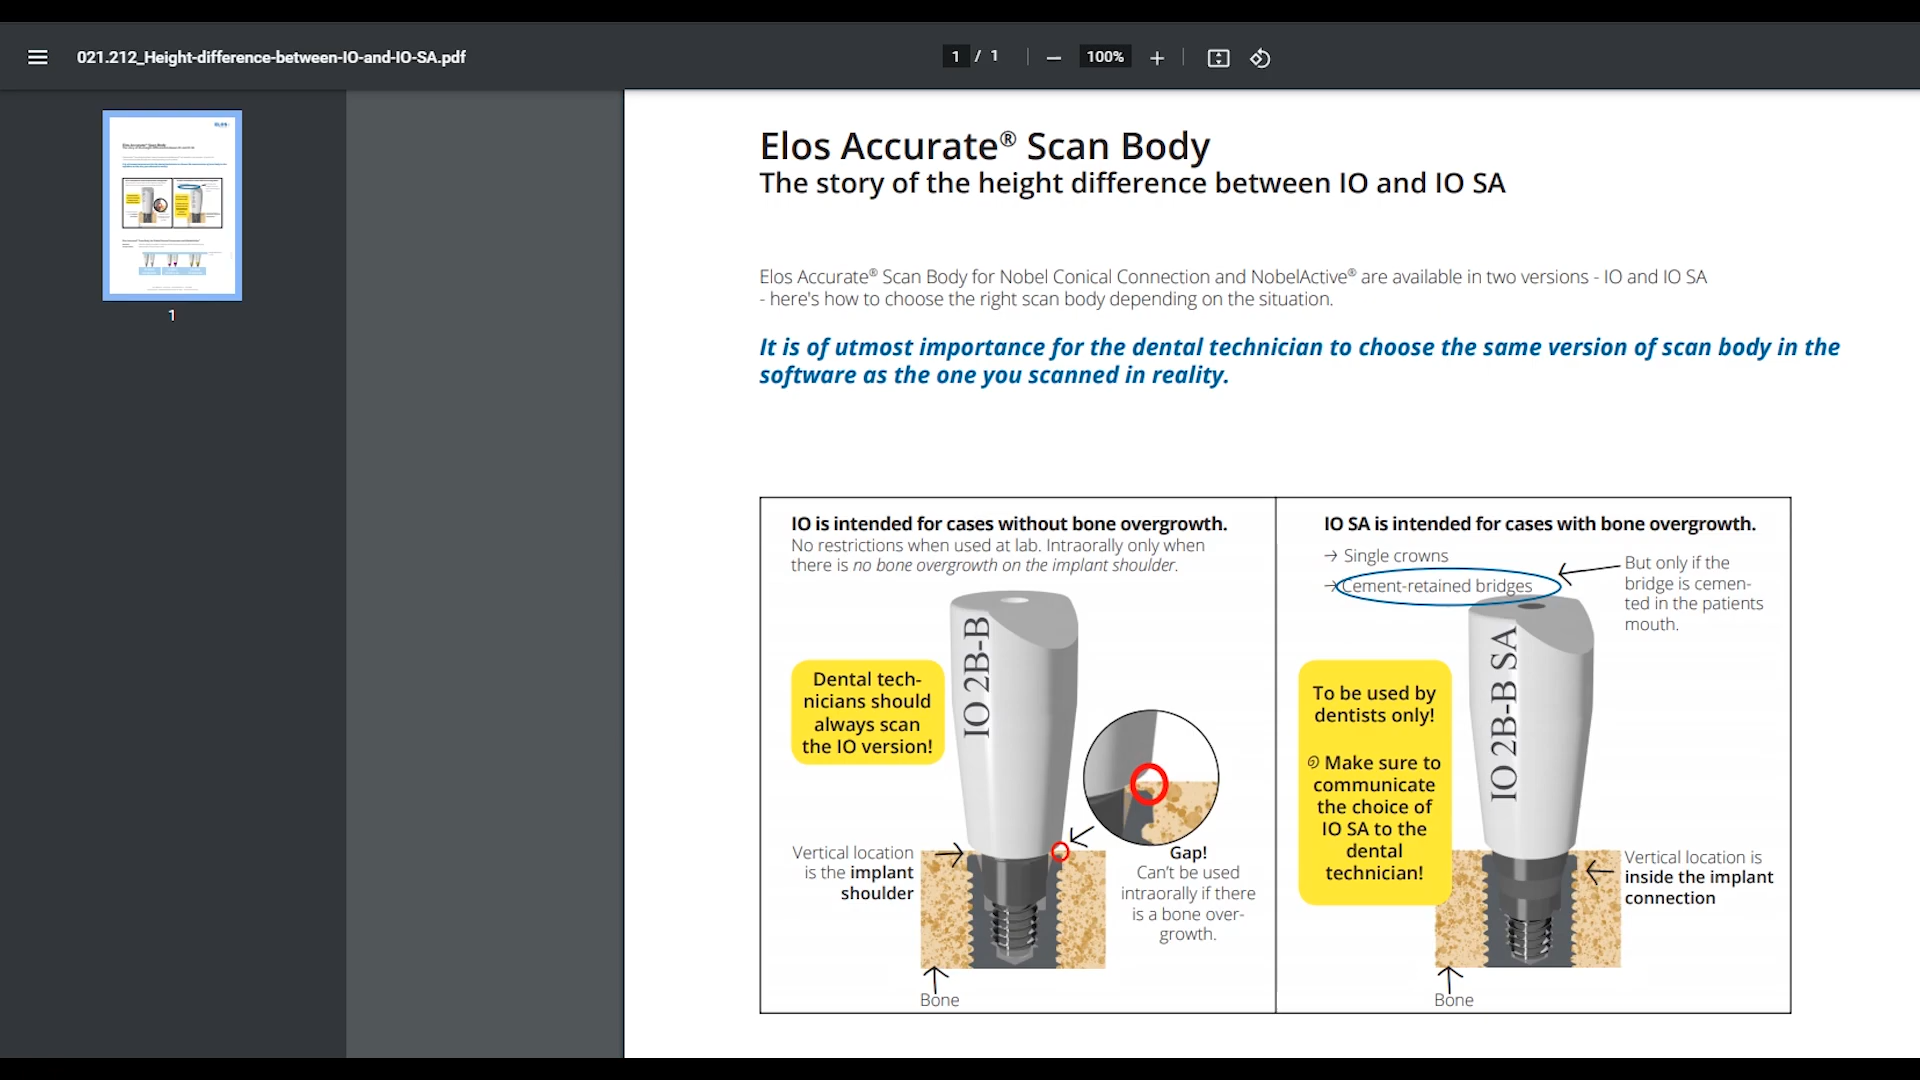 021.212_Height-difference-between-IO-and-IO-SA.pdf
1 / 1
100%
1
Elos Accurate® Scan Body
The story of the height difference between IO and IO SA
Elos Accurate® Scan Body for Nobel Conical Connection and NobelActive® are available in two versions - IO and IO SA
- here's how to choose the right scan body depending on the situation.
It is of utmost importance for the dental technician to choose the same version of scan body in the
software as the one you scanned in reality.
IO is intended for cases without bone overgrowth.
No restrictions when used at lab. Intraorally only when
there is no bone overgrowth on the implant shoulder.
IO 2B-B
Dental tech-
nicians should
always scan
the IO version!
Vertical location
is the implant
shoulder
Gap!
Can't be used
intraorally if there
is a bone over-
growth.
Bone
IO SA is intended for cases with bone overgrowth.
→ Single crowns
→ Cement-retained bridges
But only if the
bridge is cemen-
ted in the patients
mouth.
IO 2B-B SA
To be used by
dentists only!
Make sure to
communicate
the choice of
IO SA to the
dental
technician!
Vertical location is
inside the implant
connection
Bone